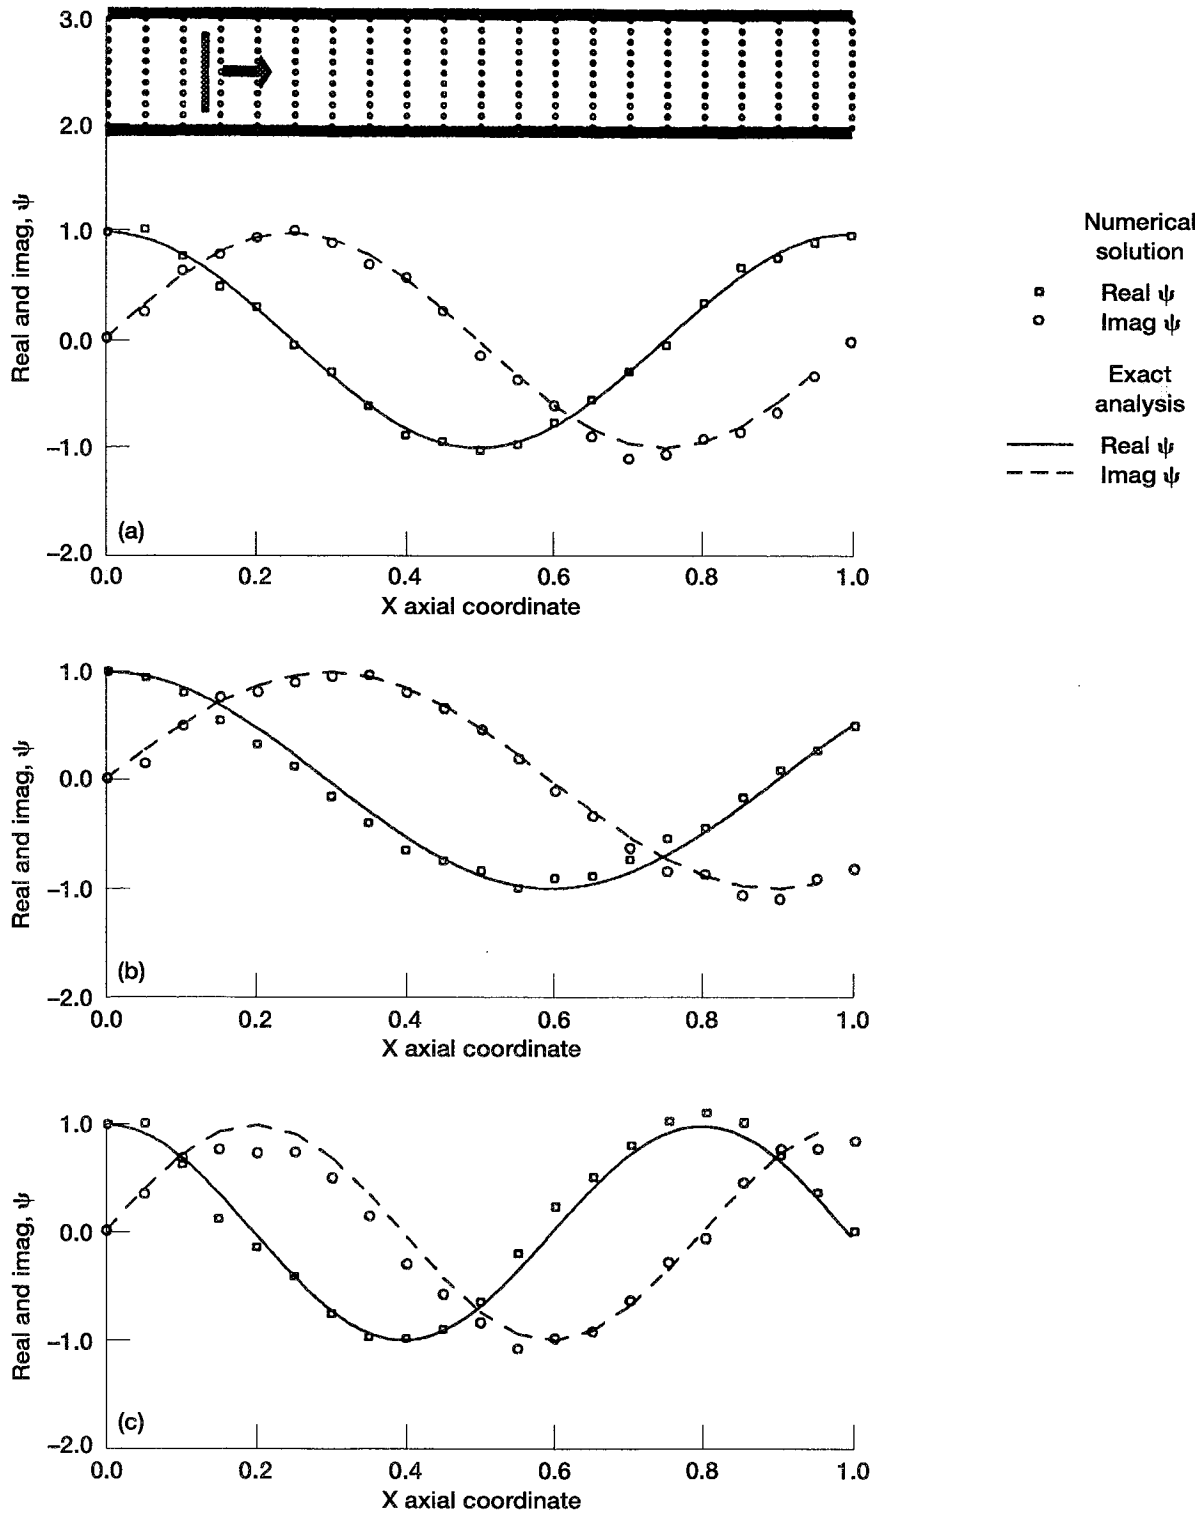 3.0
2.0
1.0
0.0
–1.0
–2.0
Real and imag, ψ
(a)
0.0 0.2 0.4 0.6 0.8 1.0
X axial coordinate
Numerical
solution
Real ψ
Imag ψ
Exact
analysis
Real ψ
Imag ψ
1.0
0.0
–1.0
–2.0
Real and imag, ψ
(b)
0.0 0.2 0.4 0.6 0.8 1.0
X axial coordinate
1.0
0.0
–1.0
–2.0
Real and imag, ψ
(c)
0.0 0.2 0.4 0.6 0.8 1.0
X axial coordinate